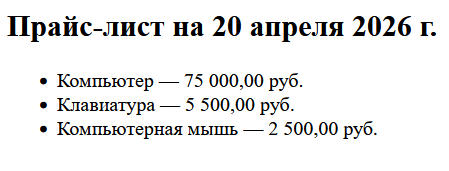 Прайс-лист на 20 апреля 2026 г.
• Компьютер — 75 000,00 руб.
• Клавиатура — 5 500,00 руб.
• Компьютерная мышь — 2 500,00 руб.